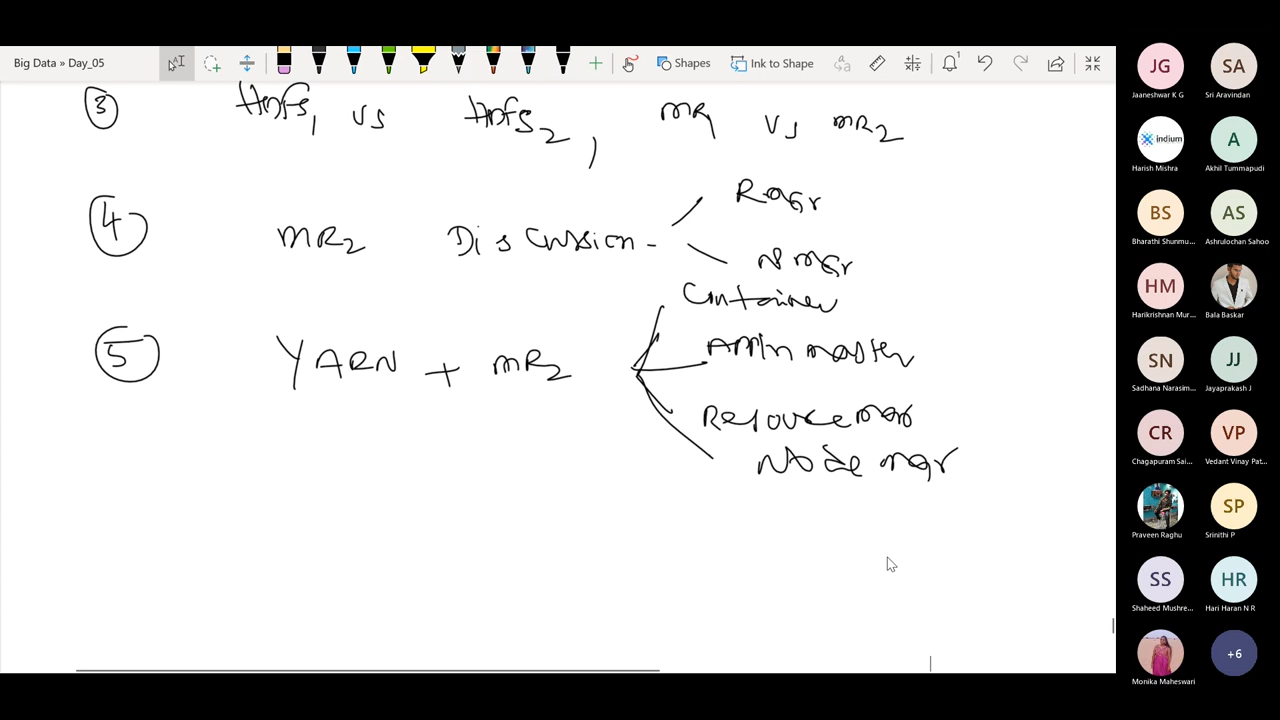 Big Data » Day_05
Shapes
Ink to Shape
3 HDFS1 vs HDFS2, MR1 vs MR2
RMGr
4 MR2 Discussion -
N MGr
Container
5 YARN + MR2
Appln master
Node mgr
JG
Jaaneshwar K G
SA
Sri Aravindan
indium
Harish Mishra
A
Akhil Tummapudi
BS
Bharathi Shunmu...
AS
Ashrulochan Sahoo
HM
Harikrishnan Mur...
Bala Baskar
SN
Sadhana Narasim...
JJ
Jayaprakash J
CR
Chagapuram Sai...
VP
Vedant Vinay Pat...
Praveen Raghu
SP
Srinithi P
SS
Shaheed Mushre...
HR
Hari Haran N R
Monika Maheswari
+6